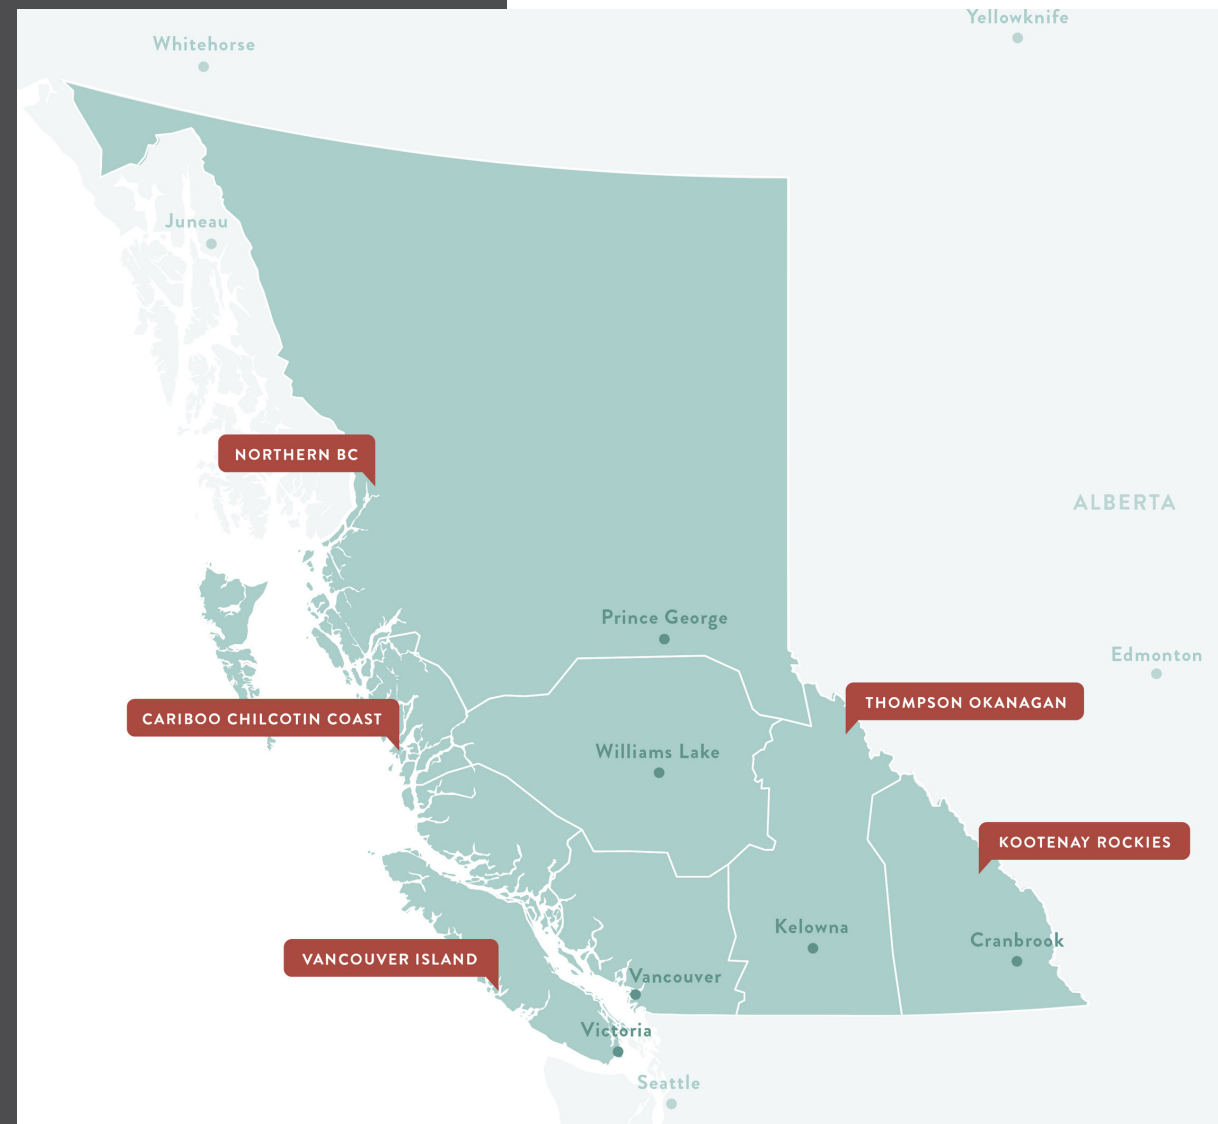 Yellowknife
Whitehorse
Juneau
NORTHERN BC
ALBERTA
Prince George
Edmonton
THOMPSON OKANAGAN
CARIBOO CHILCOTIN COAST
Williams Lake
KOOTENAY ROCKIES
Kelowna
Cranbrook
VANCOUVER ISLAND
Vancouver
Victoria
Seattle